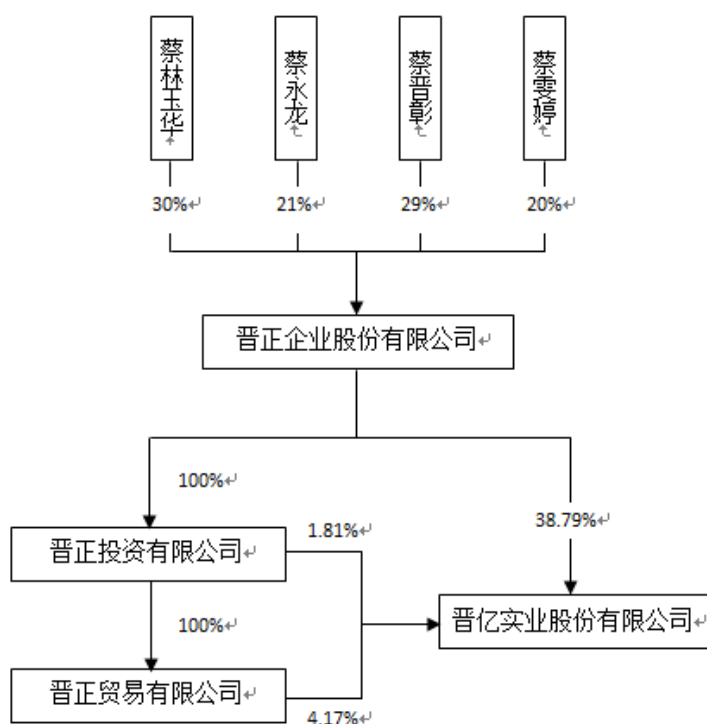 蔡林玉华
蔡永龙
蔡晋彰
蔡雯婷
30%
21%
29%
20%
晋正企业股份有限公司
100%
1.81%
38.79%
晋正投资有限公司
晋亿实业股份有限公司
100%
晋正贸易有限公司
4.17%